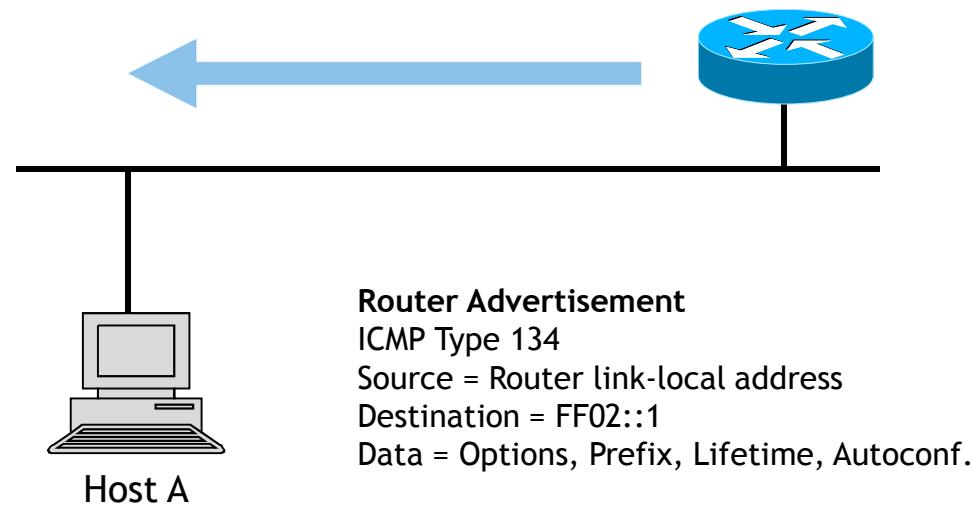 Router Advertisement
ICMP Type 134
Source = Router link-local address
Destination = FF02::1
Data = Options, Prefix, Lifetime, Autoconf.
Host A